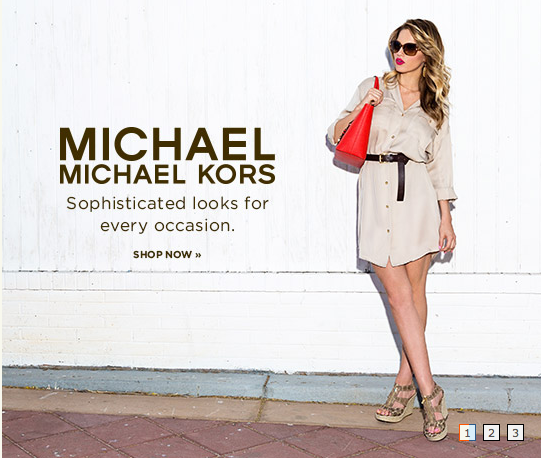 MICHAEL
MICHAEL KORS
Sophisticated looks for
every occasion.
SHOP NOW »
1 2 3